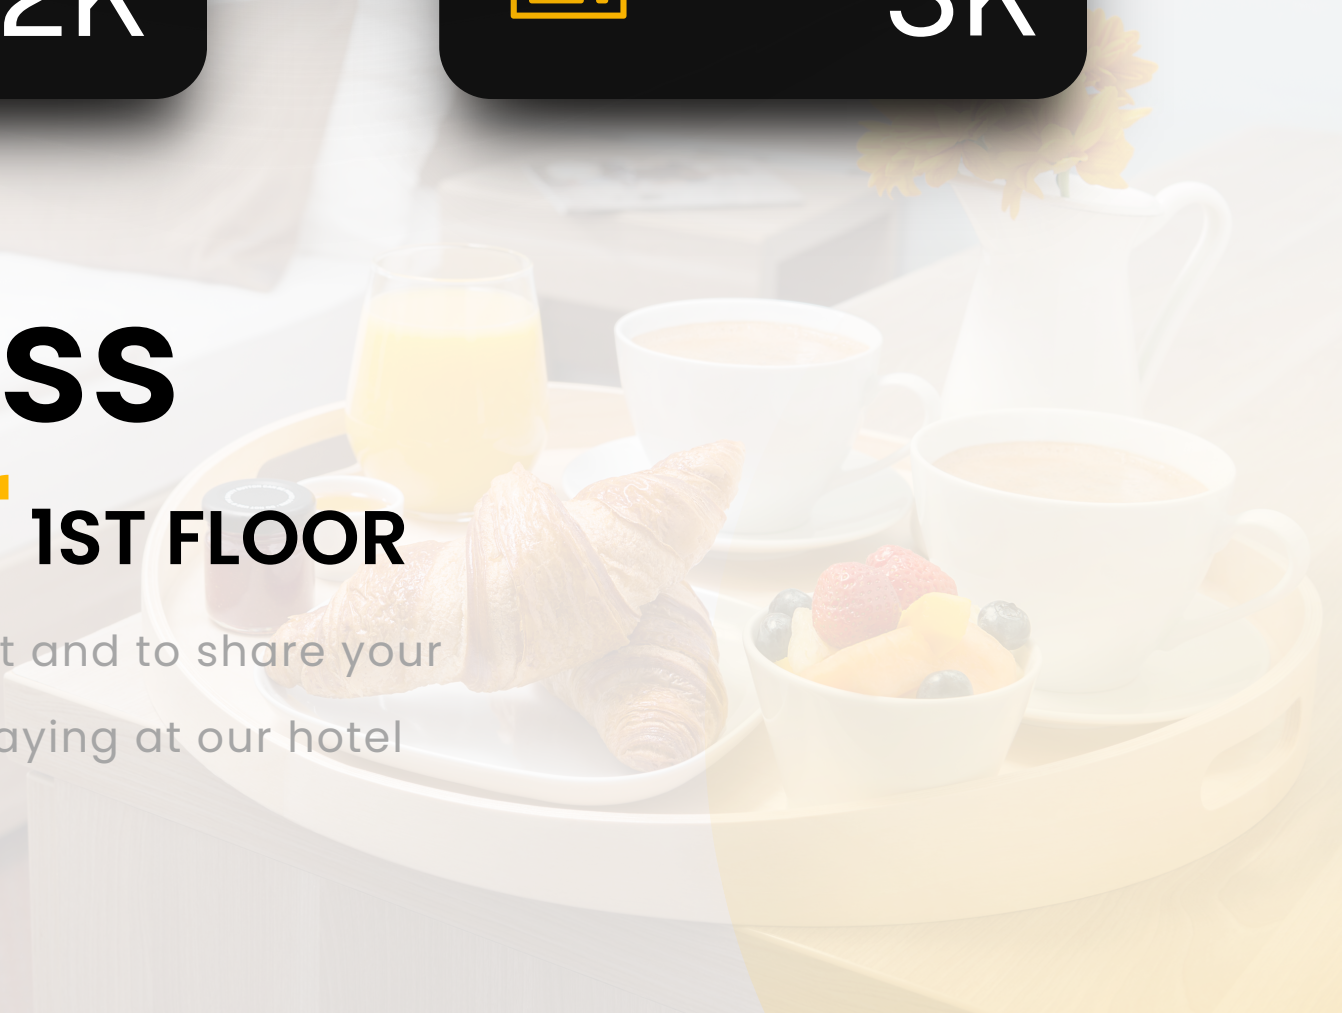 2K
3K
ss
1ST FLOOR
t and to share your
aying at our hotel